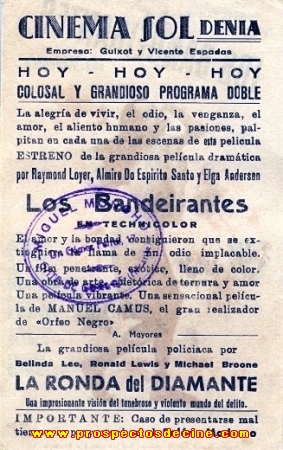 CINEMA SOL DENIA
Empresa: Guixot y Vicente Espadas
HOY - HOY - HOY
COLOSAL Y GRANDIOSO PROGRAMA DOBLE
La alegría de vivir, el odio, la venganza, el
amor, el aliento humano y las pasiones, pal-
pitan en cada una de las escenas de esta película
ESTRENO de la grandiosa película dramática
por Raymond Loyer, Almire Do Espirito Santo y Elga Andersen
Los Bandeirantes
EN TECHNICOLOR
El amor y la bondad consiguieron que se ex-
tinguiera la llama de un odio implacable.
Un film penetrante, exótico, lleno de color.
Una obra de arte, pletórica de ternura y amor
Una película vibrante. Una sensacional pelícu-
la de MANUEL CAMUS, el gran realizador
de «Orfeo Negro»
A. Mayores
La grandiosa película policiaca por
Belinda Lee, Ronald Lewis y Michael Broone
LA RONDA del DIAMANTE
Una impresionante visión del tenebroso y violento mundo del delito.
IMPORTANTE: Caso de presentarse mal
tiem
www.prospectosdecine.com
MIGUEL